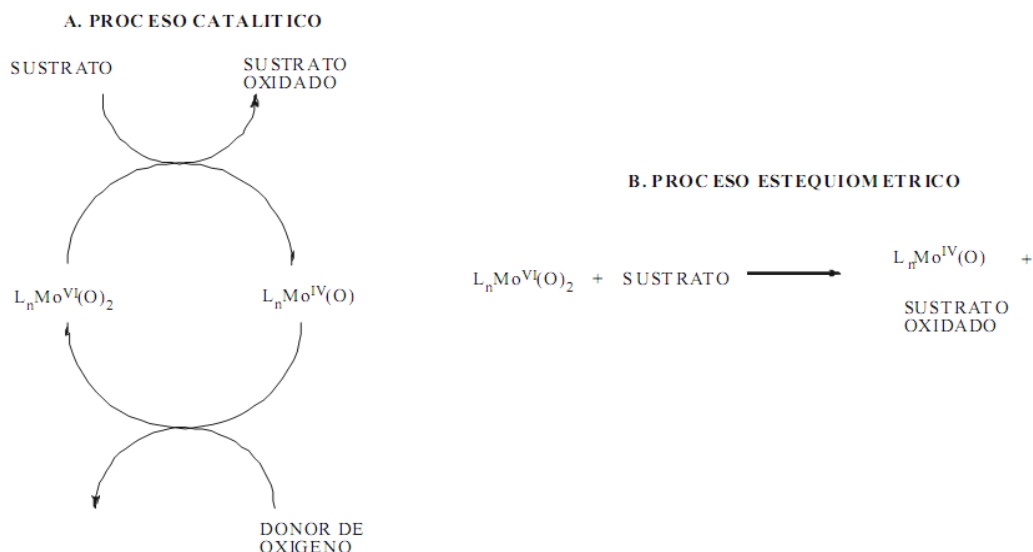 A. PROCESO CATALITICO
SUSTRATO
SUSTRATO
OXIDADO
LnMoVI(O)2
LnMoIV(O)
DONOR DE
OXIGENO
B. PROCESO ESTEQUIOMETRICO
LnMoVI(O)2 + SUSTRATO
LnMoIV(O) +
SUSTRATO
OXIDADO